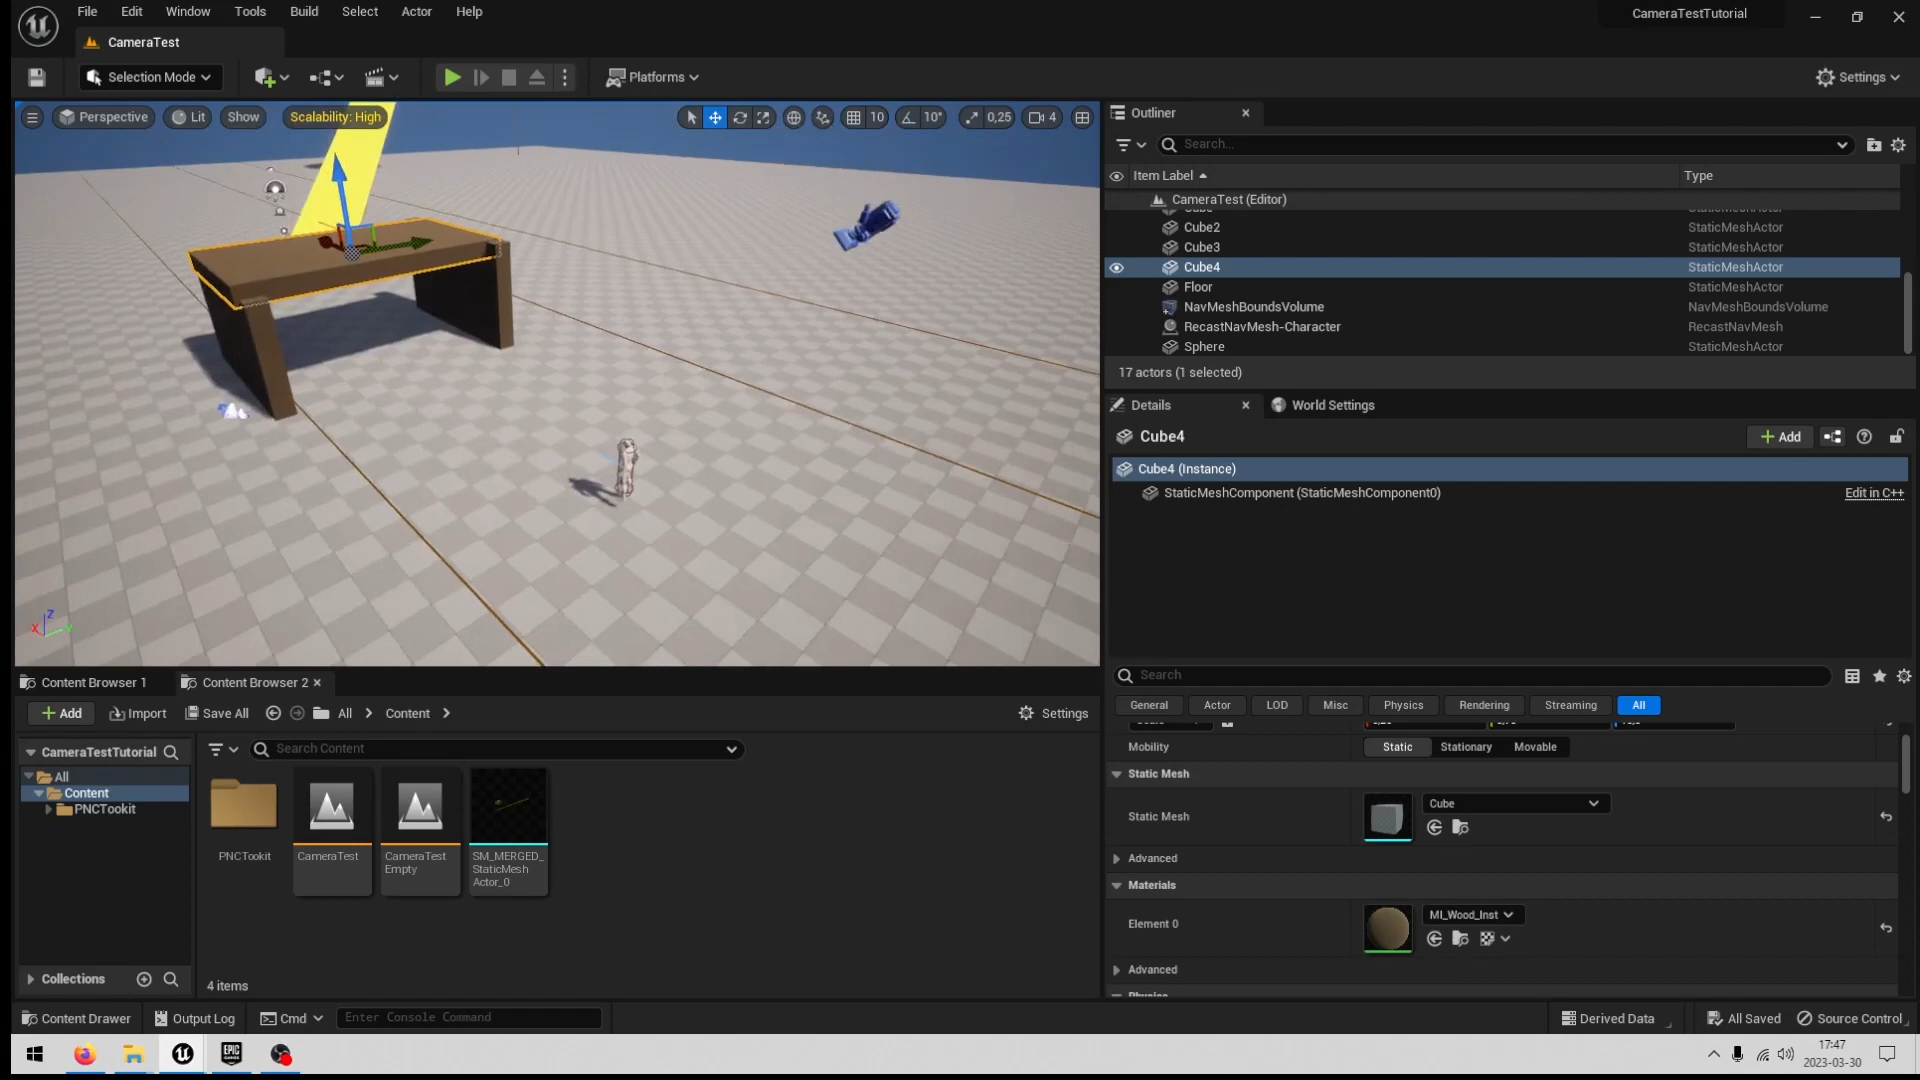 File Edit Window Tools Build Select Actor Help
CameraTestTutorial
CameraTest
Selection Mode
Platforms
Settings
Perspective Lit Show Scalability: High
10 10° 0,25 4
Outliner
Search...
Item Label Type
CameraTest (Editor)
Cube StaticMeshActor
Cube2 StaticMeshActor
Cube3 StaticMeshActor
Cube4 StaticMeshActor
Floor StaticMeshActor
NavMeshBoundsVolume NavMeshBoundsVolume
RecastNavMesh-Character RecastNavMesh
Sphere StaticMeshActor
17 actors (1 selected)
Details World Settings
Cube4
Add
Cube4 (Instance)
StaticMeshComponent (StaticMeshComponent0) Edit in C++
Search
General Actor LOD Misc Physics Rendering Streaming All
Mobility Static Stationary Movable
Static Mesh
Static Mesh Cube
Advanced
Materials
Element 0 MI_Wood_Inst
Advanced
Physics
Z
X
Content Browser 1 Content Browser 2
Add Import Save All All Content Settings
CameraTestTutorial
Search Content
All
Content
PNCTookit
PNCTookit
CameraTest
CameraTest
Empty
SM_MERGED_
StaticMesh
Actor_0
Collections
4 items
Content Drawer Output Log Cmd Enter Console Command Derived Data All Saved Source Control
EPIC
GAMES
17:47
2023-03-30